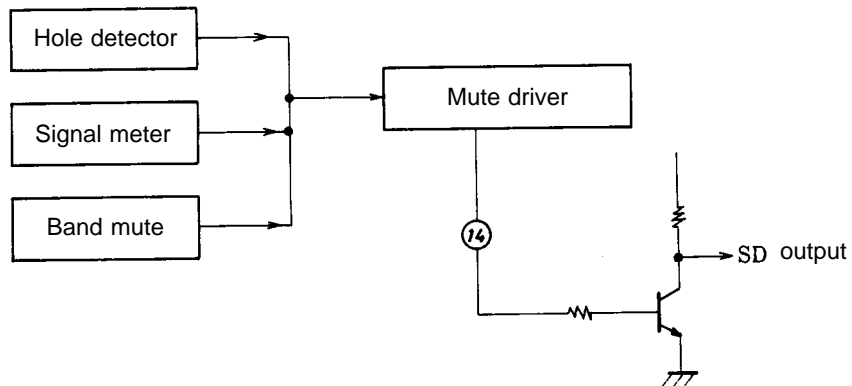 Hole detector
Mute driver
Signal meter
Band mute
14
SD output